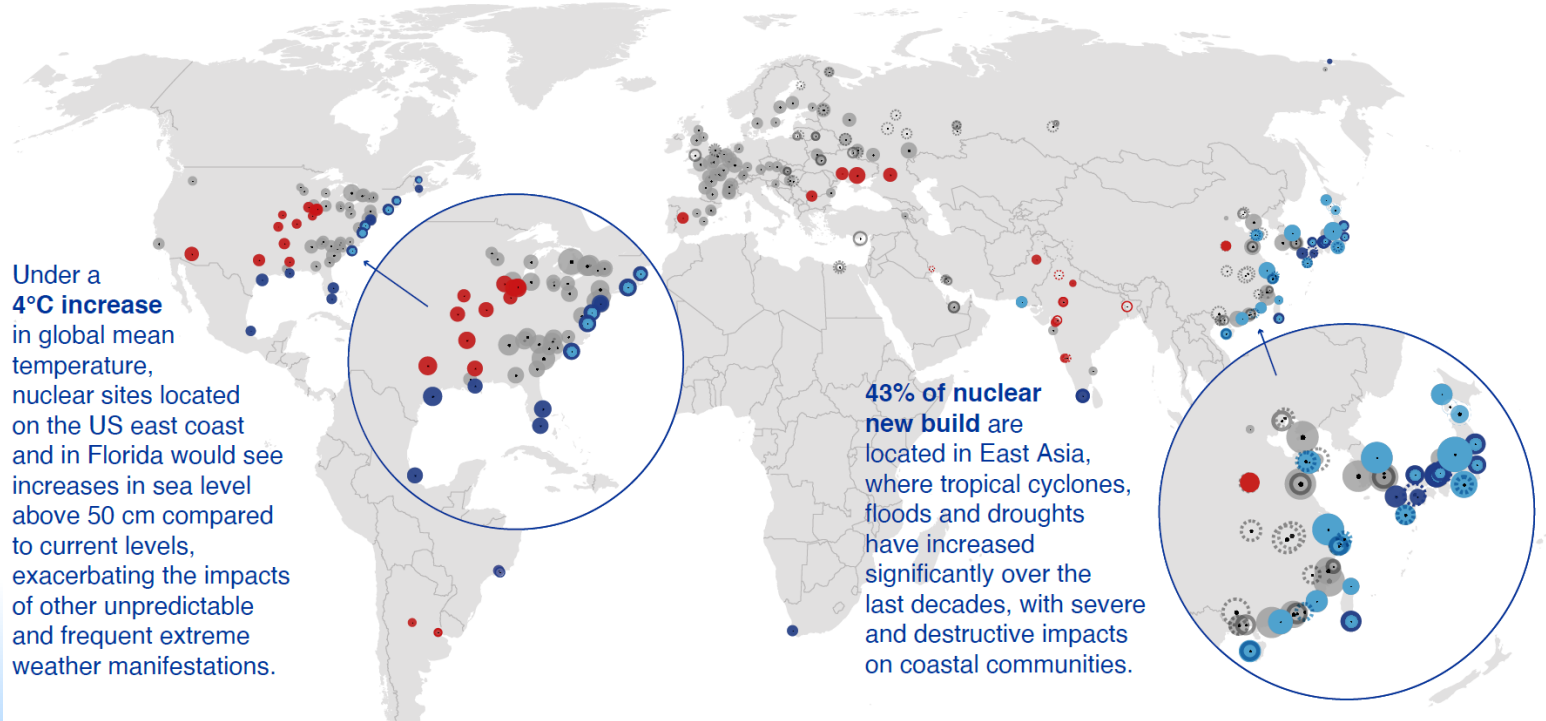 Under a
4°C increase
in global mean
temperature,
nuclear sites located
on the US east coast
and in Florida would see
increases in sea level
above 50 cm compared
to current levels,
exacerbating the impacts
of other unpredictable
and frequent extreme
weather manifestations.
43% of nuclear
new build are
located in East Asia,
where tropical cyclones,
floods and droughts
have increased
significantly over the
last decades, with severe
and destructive impacts
on coastal communities.